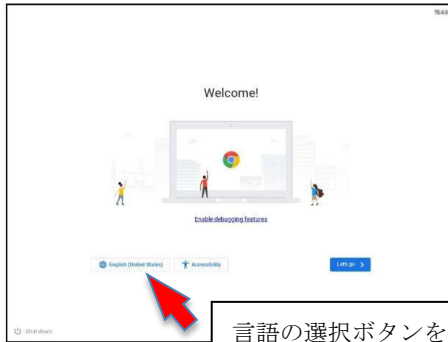 Welcome!
Enable debugging features
English (United States)
Accessibility
Let's go
Shut down
言語の選択ボタンを